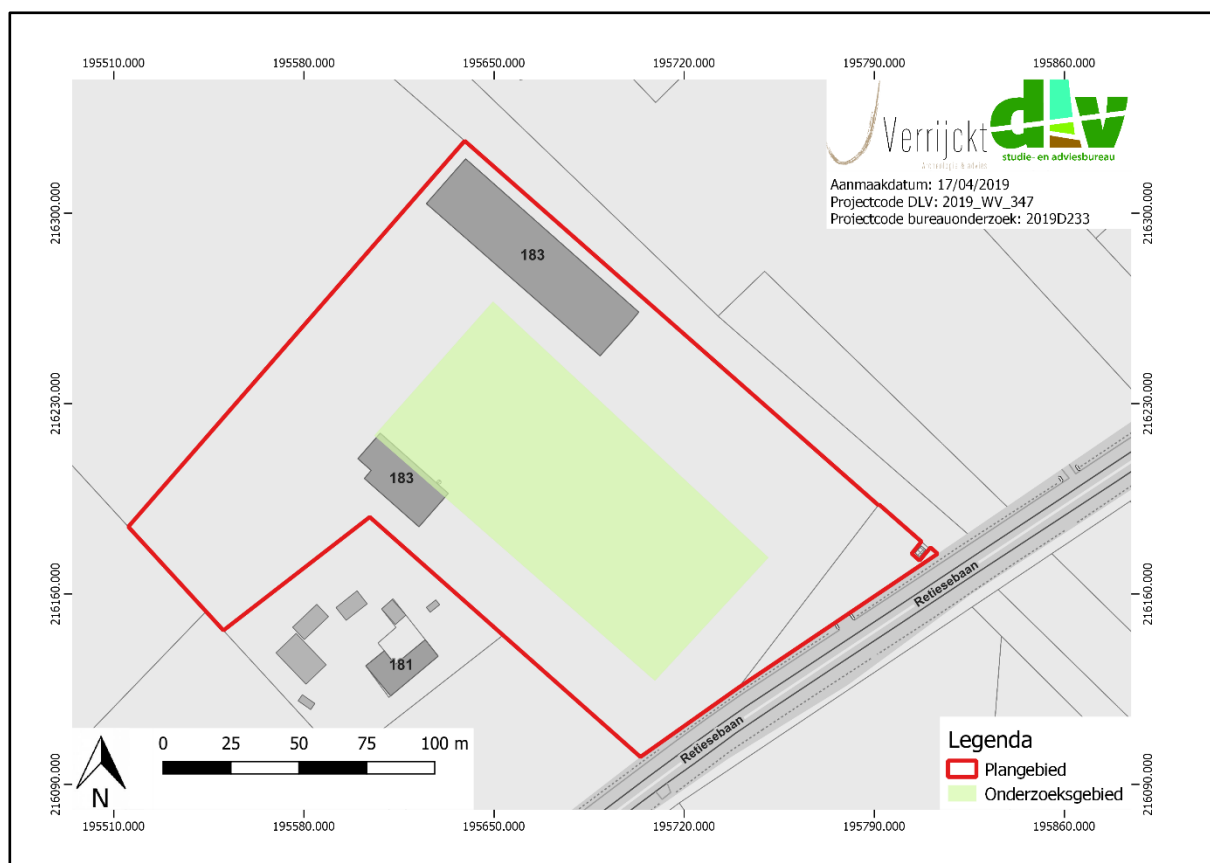 195510.000 195580.000 195650.000 195720.000 195790.000 195860.000
Verrijckt
Archeologie & advies
dLv
studie- en adviesbureau
Aanmaakdatum: 17/04/2019
Projectcode DLV: 2019_WV_347
Projectcode bureauonderzoek: 2019D233
216300.000 216300.000
183
216230.000 216230.000
183
216160.000 216160.000
Retiesebaan
181
Retiesebaan
216090.000 216090.000
N
0 25 50 75 100 m
Legenda
Plangebied
Onderzoeksgebied
195510.000 195580.000 195650.000 195720.000 195790.000 195860.000